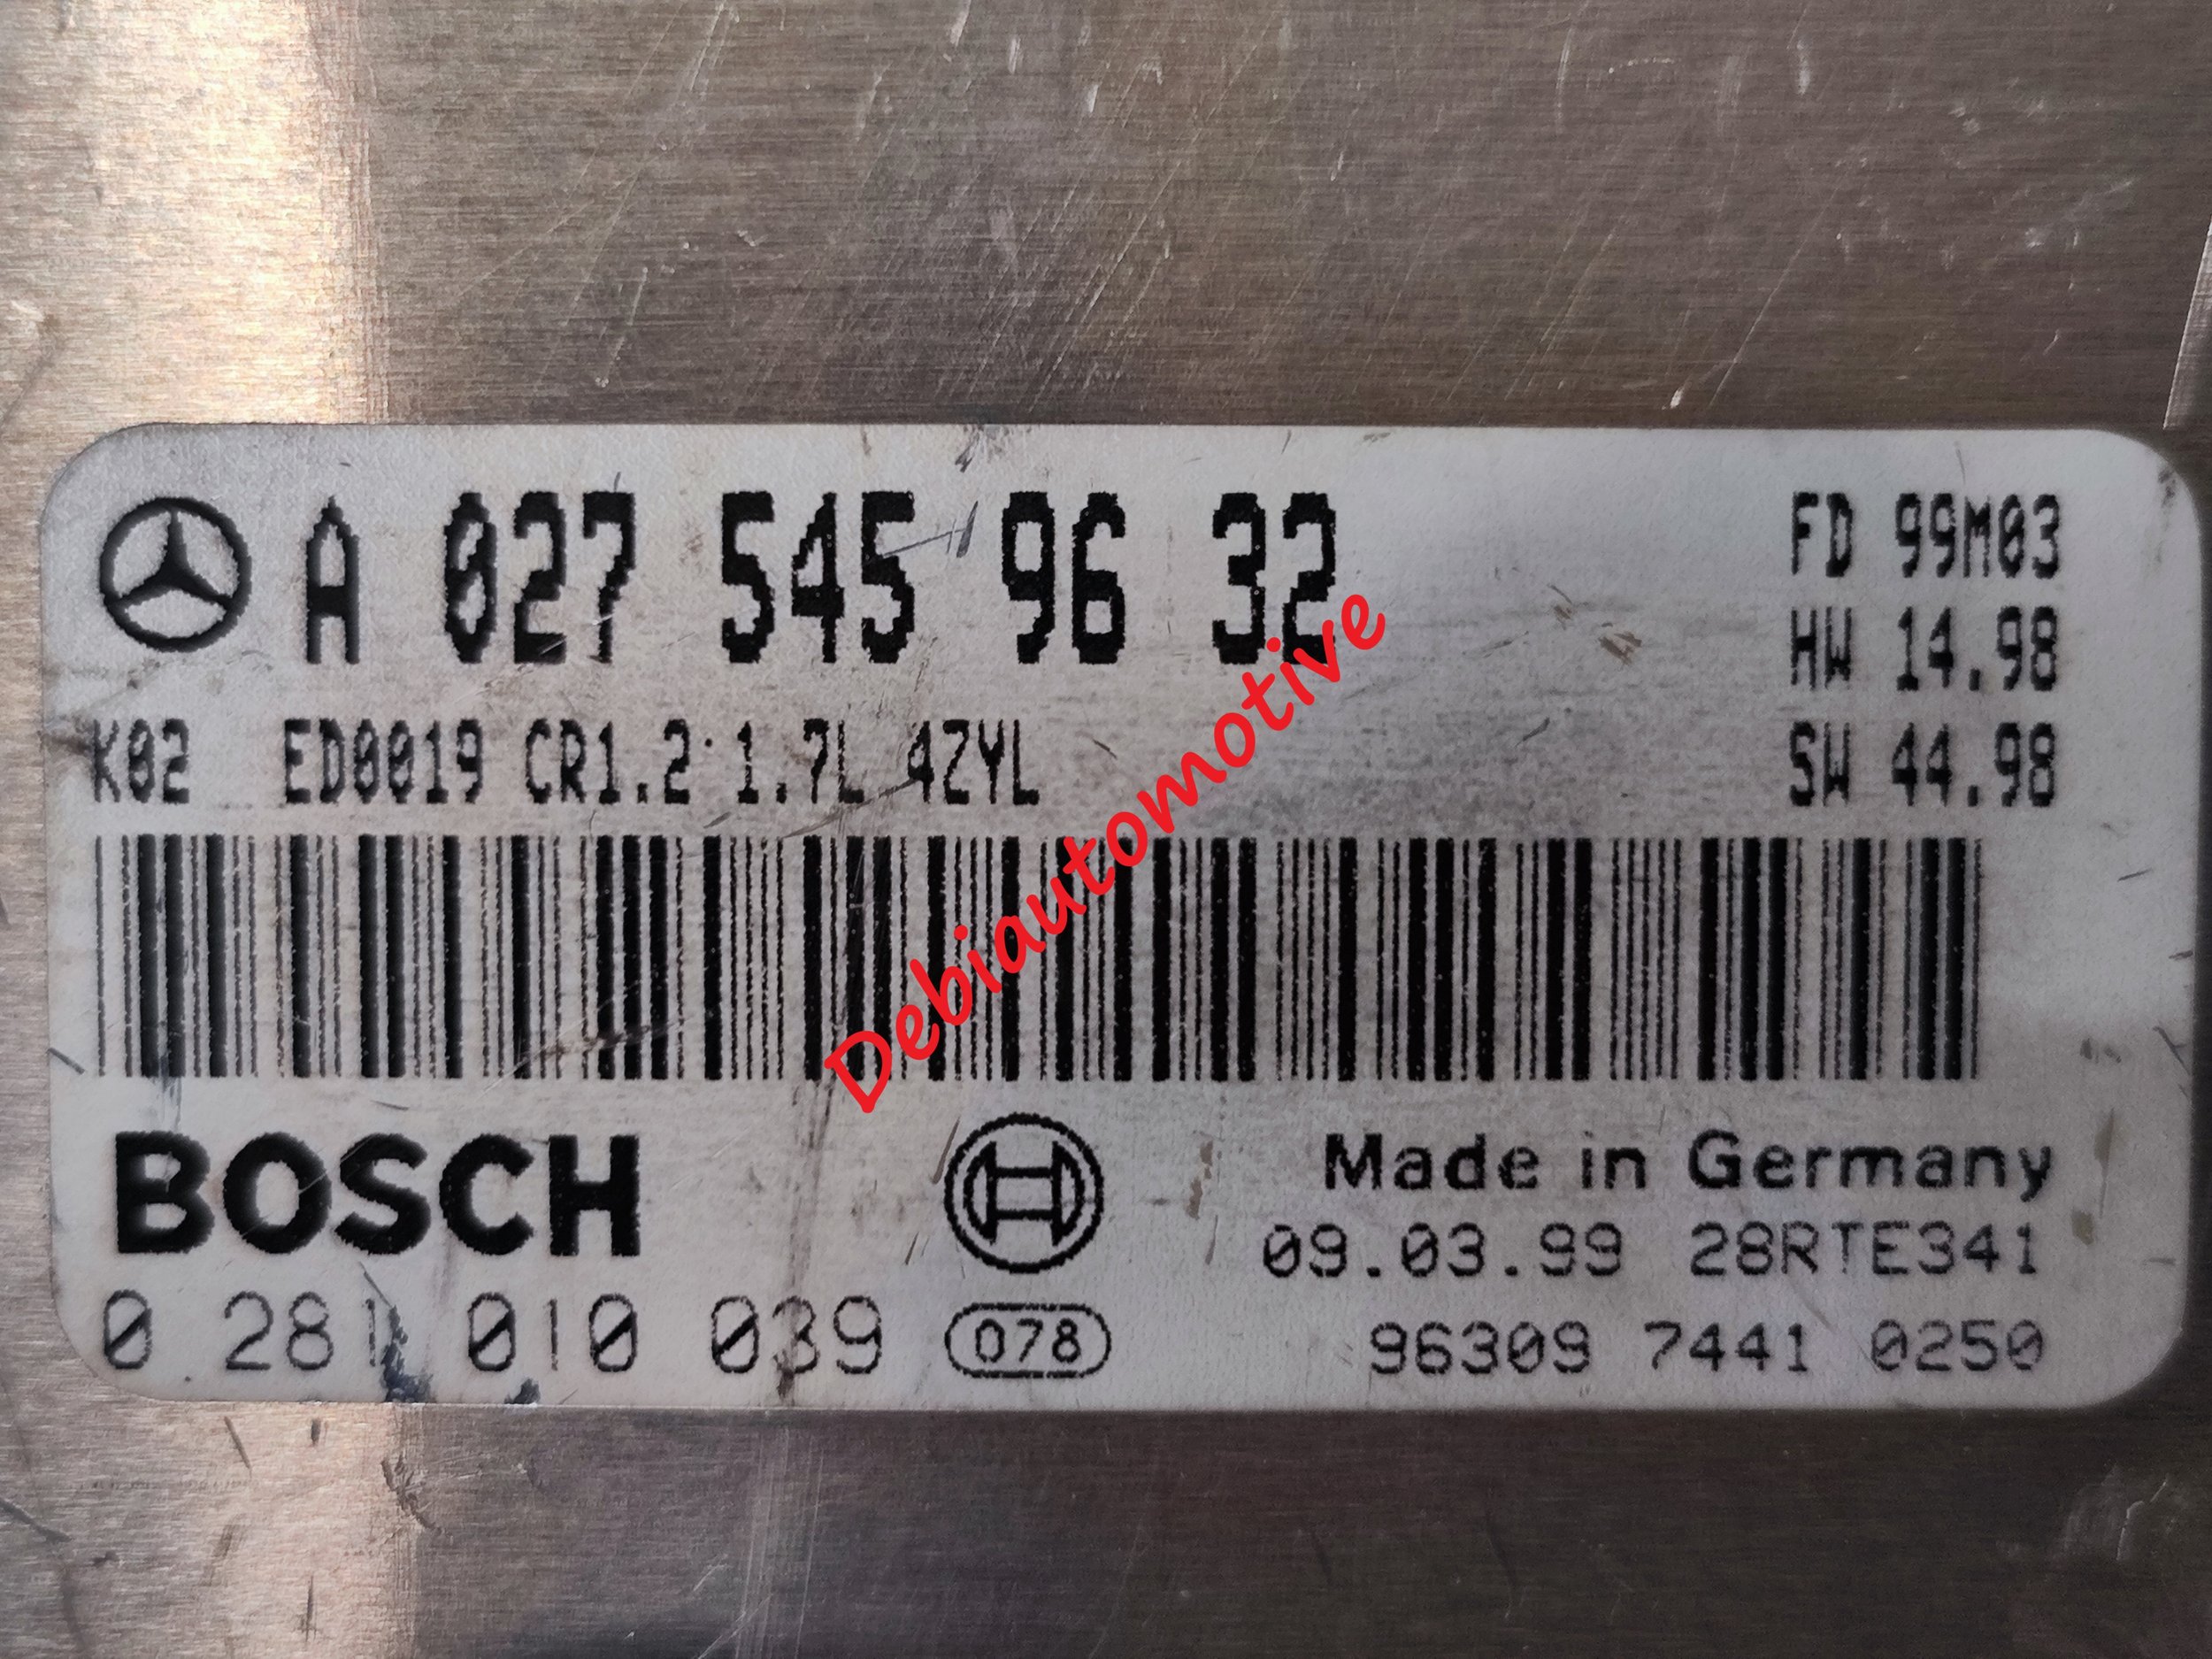 A 027 545 96 32
FD 99M03
HW 14.98
K02 ED0019 CR1.2 1.7L 4ZYL
SW 44.98
Debiautomotive
BOSCH
Made in Germany
09.03.99 28RTE341
0 281 010 039
078
96309 7441 0250